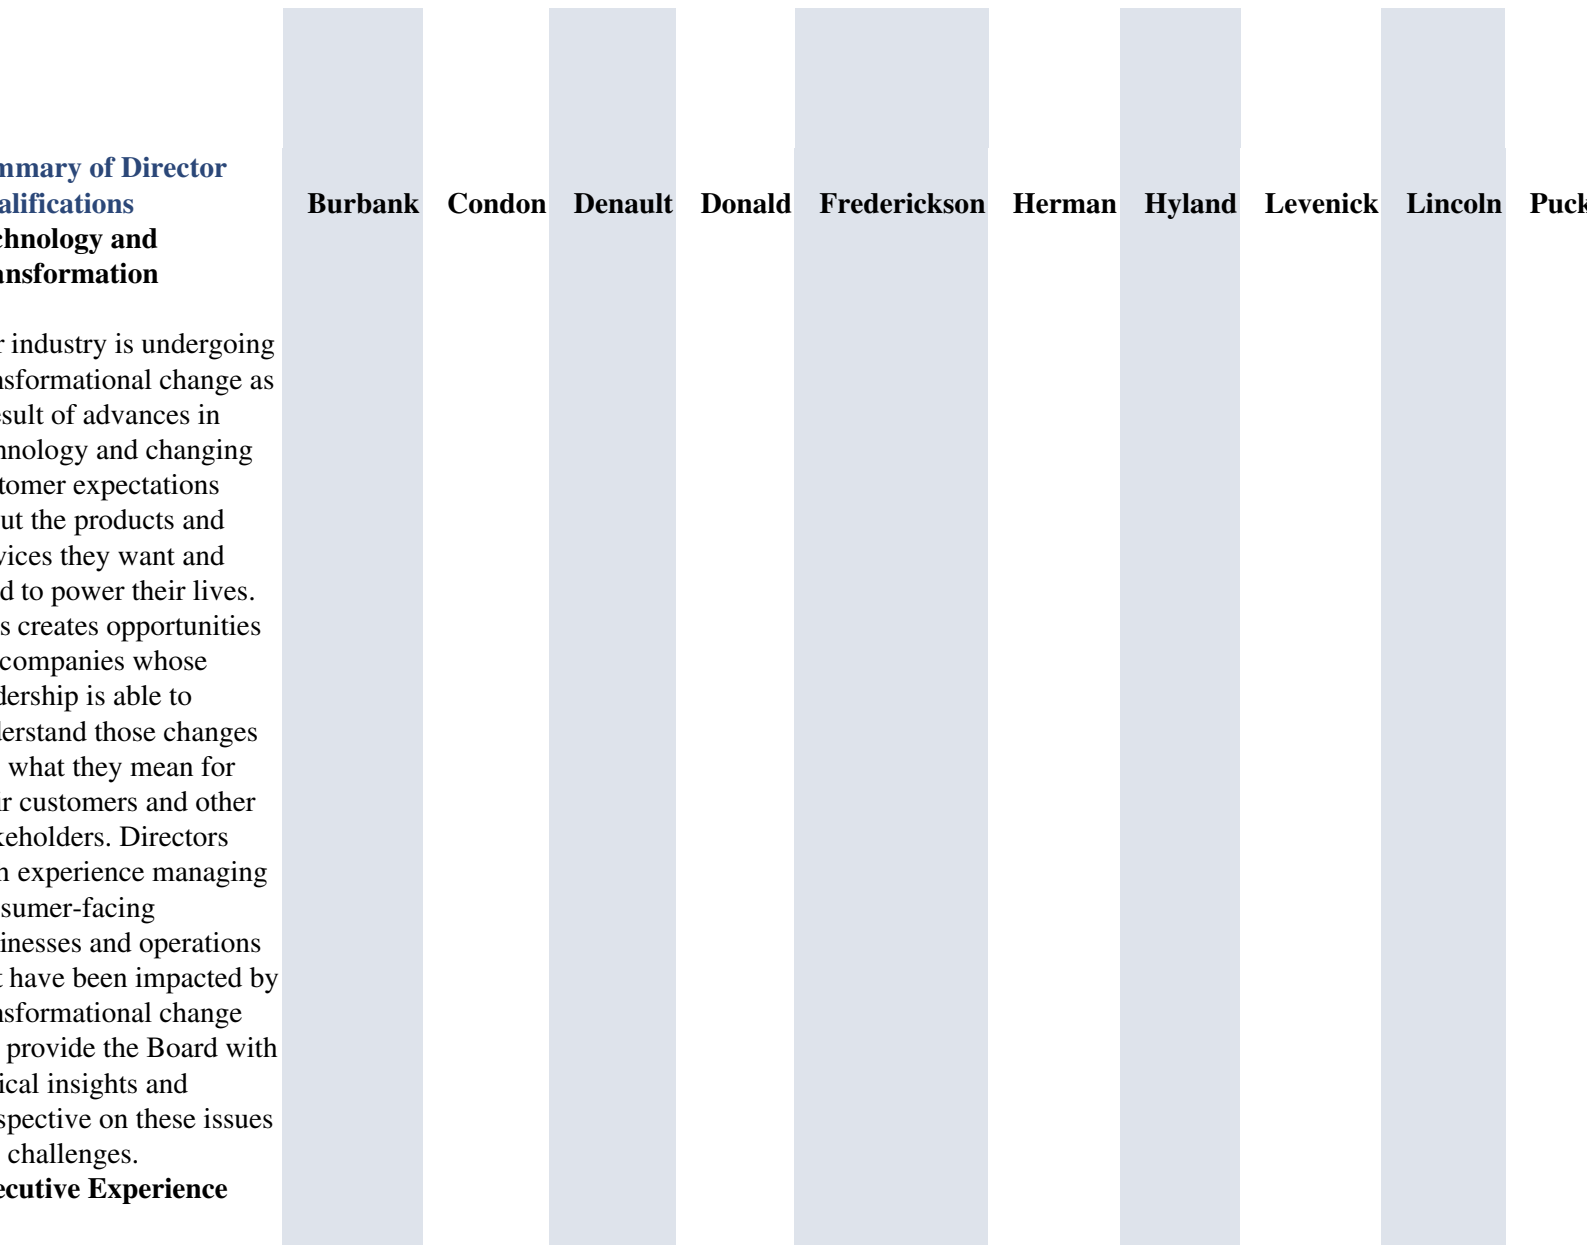 mmary of Director
alifications Burbank Condon Denault Donald Frederickson Herman Hyland Levenick Lincoln Puck
chnology and
ansformation
r industry is undergoing
nsformational change as
esult of advances in
hnology and changing
tomer expectations
ut the products and
vices they want and
d to power their lives.
s creates opportunities
companies whose
dership is able to
derstand those changes
what they mean for
ir customers and other
keholders. Directors
h experience managing
sumer-facing
inesses and operations
t have been impacted by
nsformational change
provide the Board with
ical insights and
spective on these issues
challenges.
ecutive Experience